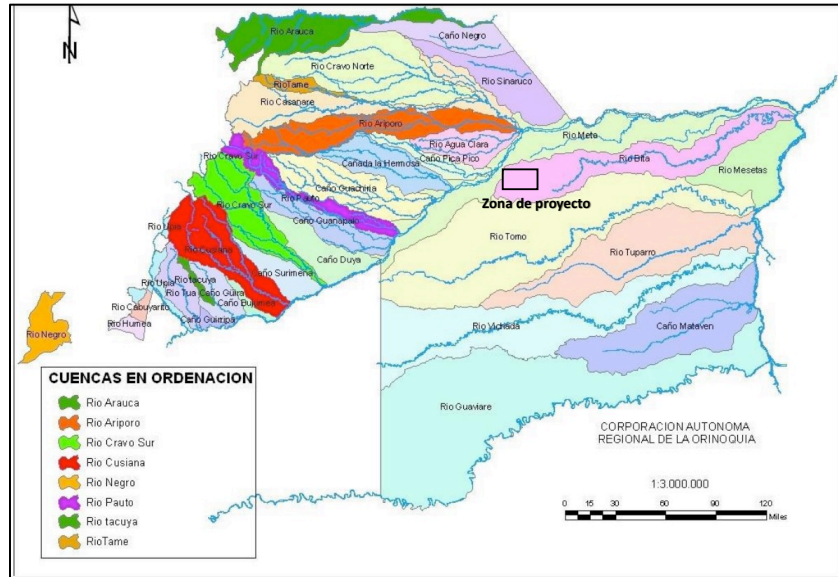 N
Rio Arauca
Caño Negro
Rio Cravo Norte
Rio Sinaruco
RioTame
Rio Casanare
Rio Ariporo
Rio Meta
Rio Agua Clara
Rio Cravo Sur
Cañada la Hermosa
Caño Pica Pico
Rio Bita
Rio Mesetas
Caño Guachiria
Zona de proyecto
Rio Pauto
Rio Cravo Sur
Caño Guanapalo
Rio Upia
Rio Tomo
Rio Cusiana
Caño Duya
Rio Tuparro
Caño Surimena
Rio Upia
Rio tacuya
Rio Tua
Caño Guira
Caño Bujumena
Rio Cabuyarito
Rio Humea
Caño Guirripa
Rio Negro
Rio Vichada
Caño Mataven
Rio Guaviare
CUENCAS EN ORDENACION
Rio Arauca
Rio Ariporo
Rio Cravo Sur
Rio Cusiana
Rio Negro
Rio Pauto
Rio tacuya
RioTame
CORPORACION AUTONOMA
REGIONAL DE LA ORINOQUIA
1:3.000.000
0 15 30 60 90 120
Miles